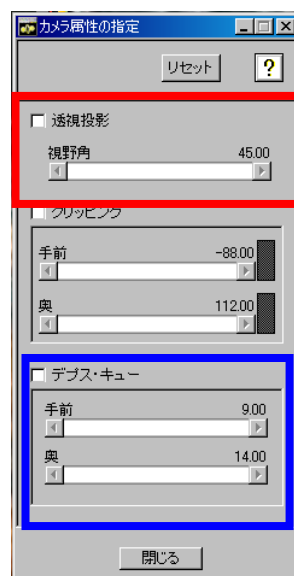 カメラ属性の指定
リセット
?
透視投影
視野角 45.00
クリッピング
手前 -88.00
奥 112.00
デプス・キュー
手前 9.00
奥 14.00
閉じる